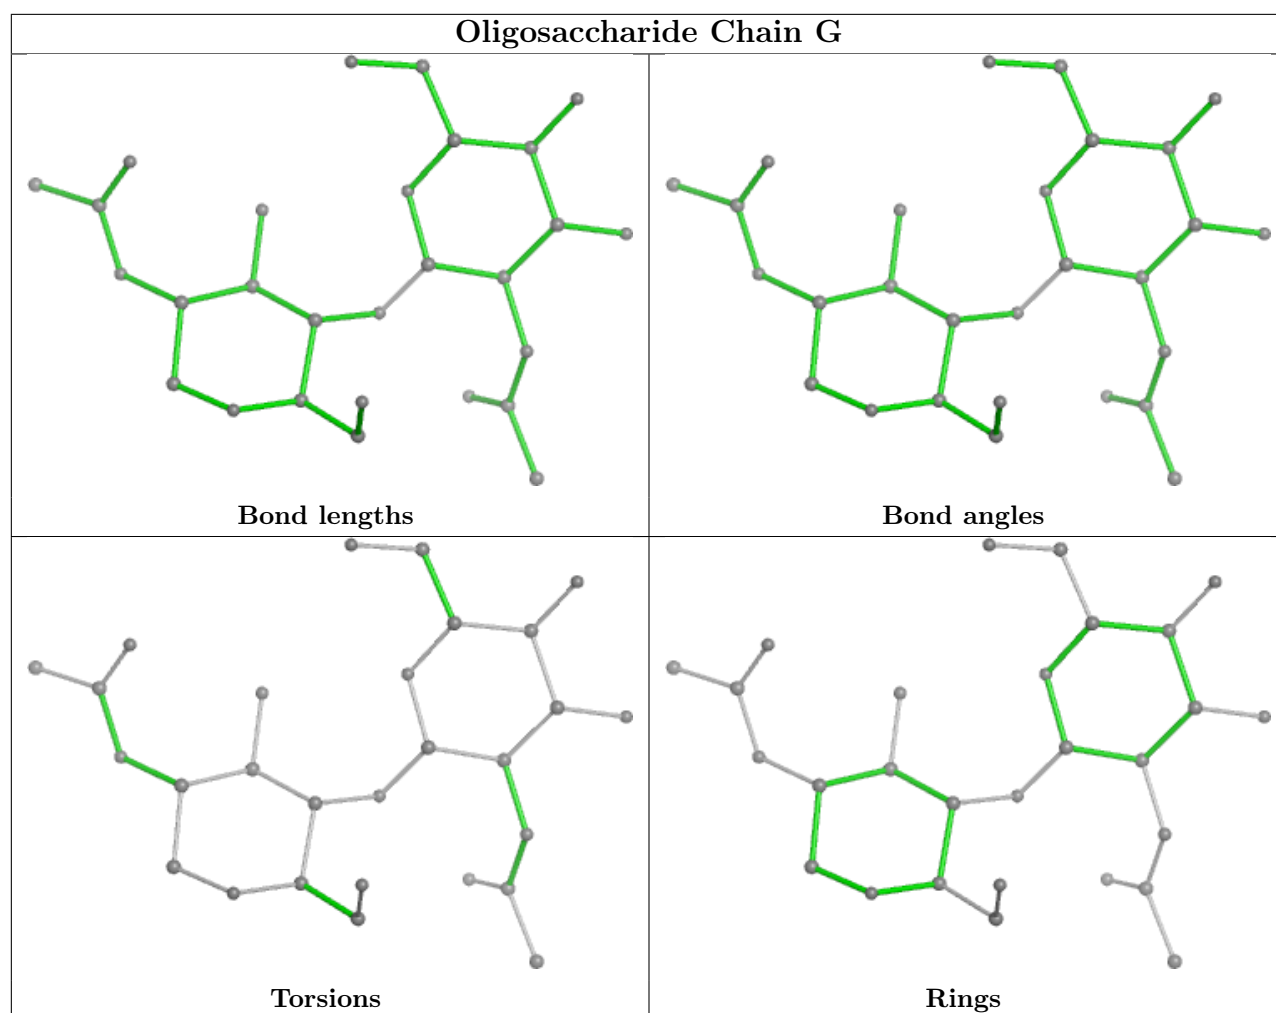 Oligosaccharide Chain G
Bond lengths
Bond angles
Torsions
Rings